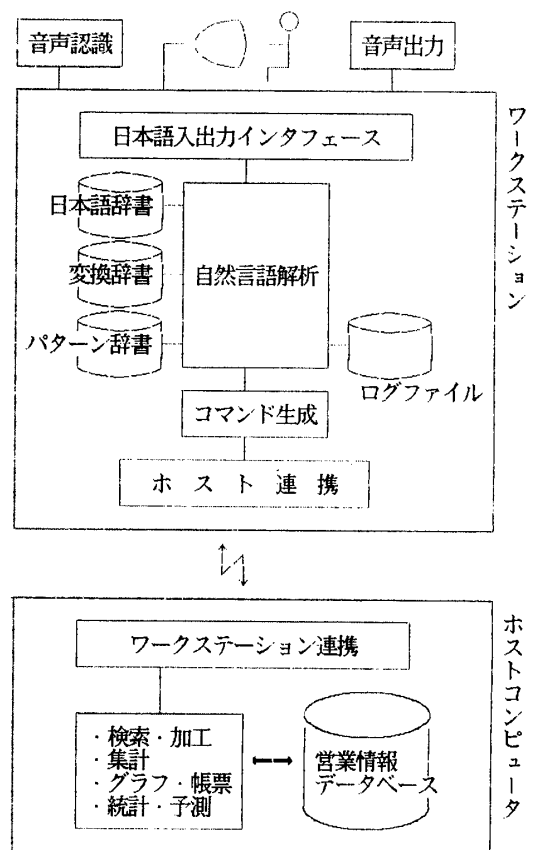 音声認識
音声出力
ワークステーション
日本語入出力インタフェース
日本語辞書
変換辞書
パターン辞書
自然言語解析
ログファイル
コマンド生成
ホスト連携
ホストコンピュータ
ワークステーション連携
・検索・加工
・集計
・グラフ・帳票
・統計・予測
営業情報
データベース